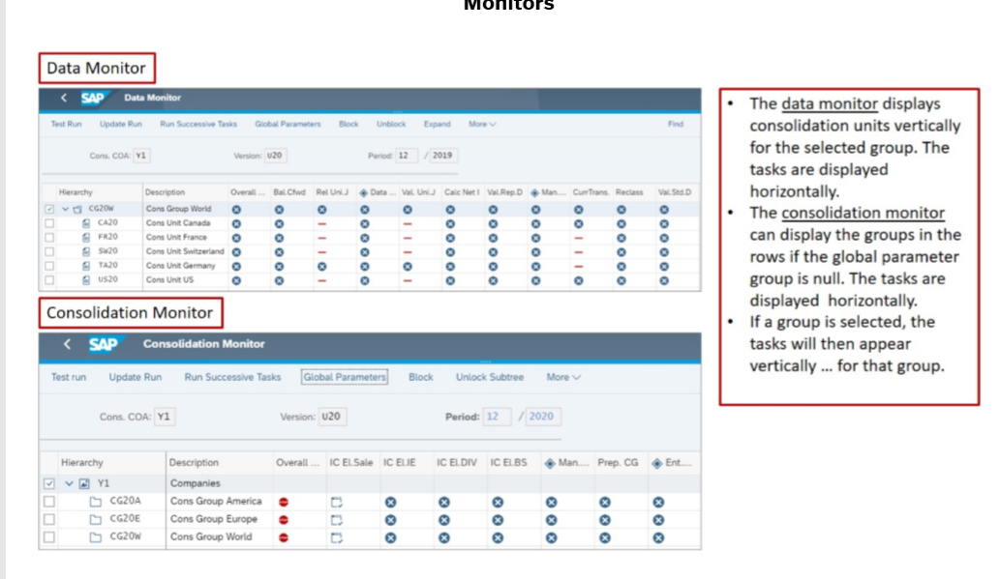 Monitors
Data Monitor
SAP Data Monitor
Test Run Update Run Run Successive Tasks Global Parameters Block Unblock Expand More Find
Cons. COA: Y1 Version: U20 Period: 12 / 2019
Hierarchy Description Overall ... Bal.Cfwd Rel Uni.J Data ... Val. Uni.J Calc Net I Val.Rep.D Man.... CurrTrans. Reclass Val.Std.D
CG20W Cons Group World
CA20 Cons Unit Canada
FR20 Cons Unit France
SW20 Cons Unit Switzerland
TA20 Cons Unit Germany
US20 Cons Unit US
Consolidation Monitor
SAP Consolidation Monitor
Test run Update Run Run Successive Tasks Global Parameters Block Unlock Subtree More
Cons. COA: Y1 Version: U20 Period: 12 / 2020
Hierarchy Description Overall ... IC El.Sale IC El.IE IC El.DIV IC El.BS Man.... Prep. CG Ent....
Y1 Companies
CG20A Cons Group America
CG20E Cons Group Europe
CG20W Cons Group World
• The data monitor displays
consolidation units vertically
for the selected group. The
tasks are displayed
horizontally.
• The consolidation monitor
can display the groups in the
rows if the global parameter
group is null. The tasks are
displayed horizontally.
• If a group is selected, the
tasks will then appear
vertically ... for that group.